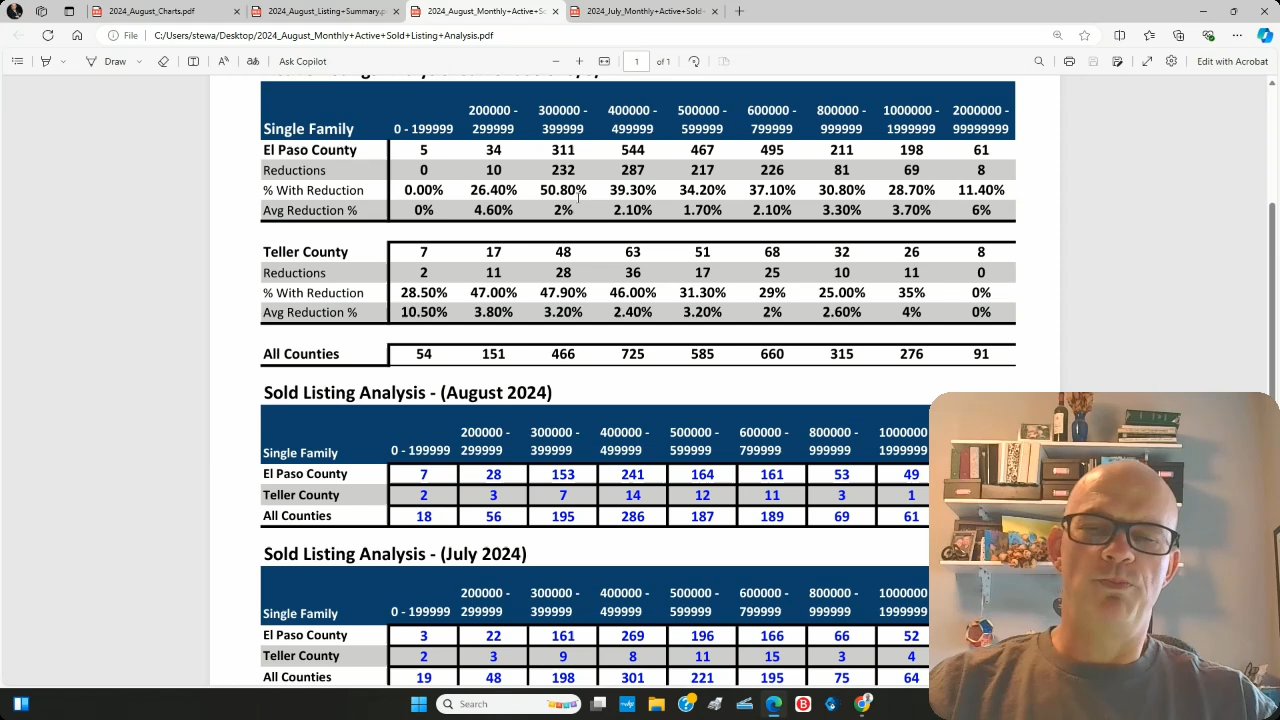 2024_August_Charts.pdf
2024_August_Listing+Summary.p
2024_August_Monthly+Active+So
2024_July_Monthly+Active+Sold+
File C:/Users/stewa/Desktop/2024_August_Monthly+Active+Sold+Listing+Analysis.pdf
Draw Ask Copilot 1 of 1 Edit with Acrobat
200000 - 300000 - 400000 - 500000 - 600000 - 800000 - 1000000 - 2000000 -
Single Family 0 - 199999 299999 399999 499999 599999 799999 999999 1999999 99999999
El Paso County 5 34 311 544 467 495 211 198 61
Reductions 0 10 232 287 217 226 81 69 8
% With Reduction 0.00% 26.40% 50.80% 39.30% 34.20% 37.10% 30.80% 28.70% 11.40%
Avg Reduction % 0% 4.60% 2% 2.10% 1.70% 2.10% 3.30% 3.70% 6%
Teller County 7 17 48 63 51 68 32 26 8
Reductions 2 11 28 36 17 25 10 11 0
% With Reduction 28.50% 47.00% 47.90% 46.00% 31.30% 29% 25.00% 35% 0%
Avg Reduction % 10.50% 3.80% 3.20% 2.40% 3.20% 2% 2.60% 4% 0%
All Counties 54 151 466 725 585 660 315 276 91
Sold Listing Analysis - (August 2024)
200000 - 300000 - 400000 - 500000 - 600000 - 800000 - 1000000
Single Family 0 - 199999 299999 399999 499999 599999 799999 999999 1999999
El Paso County 7 28 153 241 164 161 53 49
Teller County 2 3 7 14 12 11 3 1
All Counties 18 56 195 286 187 189 69 61
Sold Listing Analysis - (July 2024)
200000 - 300000 - 400000 - 500000 - 600000 - 800000 - 1000000
Single Family 0 - 199999 299999 399999 499999 599999 799999 999999 1999999
El Paso County 3 22 161 269 196 166 66 52
Teller County 2 3 9 8 11 15 3 4
All Counties 19 48 198 301 221 195 75 64
Search